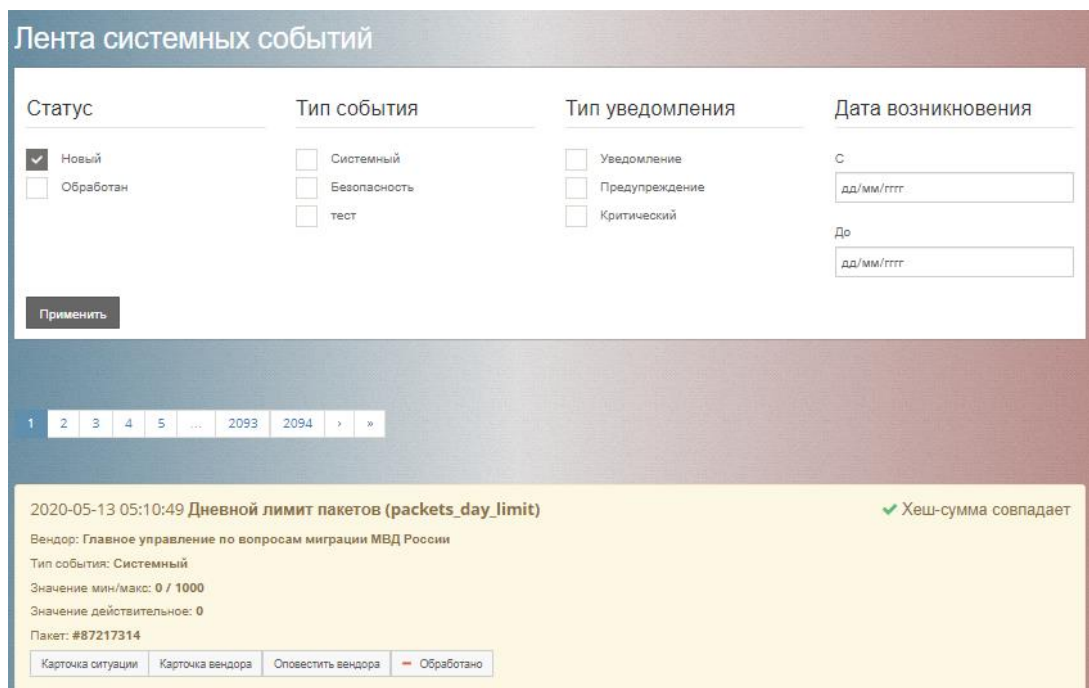 Лента системных событий
Статус
Новый
Обработан
Тип события
Системный
Безопасность
тест
Тип уведомления
Уведомление
Предупреждение
Критический
Дата возникновения
С
дд/мм/гггг
До
дд/мм/гггг
Применить
1 2 3 4 5 ... 2093 2094 › »
2020-05-13 05:10:49 Дневной лимит пакетов (packets_day_limit)
Хеш-сумма совпадает
Вендор: Главное управление по вопросам миграции МВД России
Тип события: Системный
Значение мин/макс: 0 / 1000
Значение действительное: 0
Пакет: #87217314
Карточка ситуации Карточка вендора Оповестить вендора Обработано